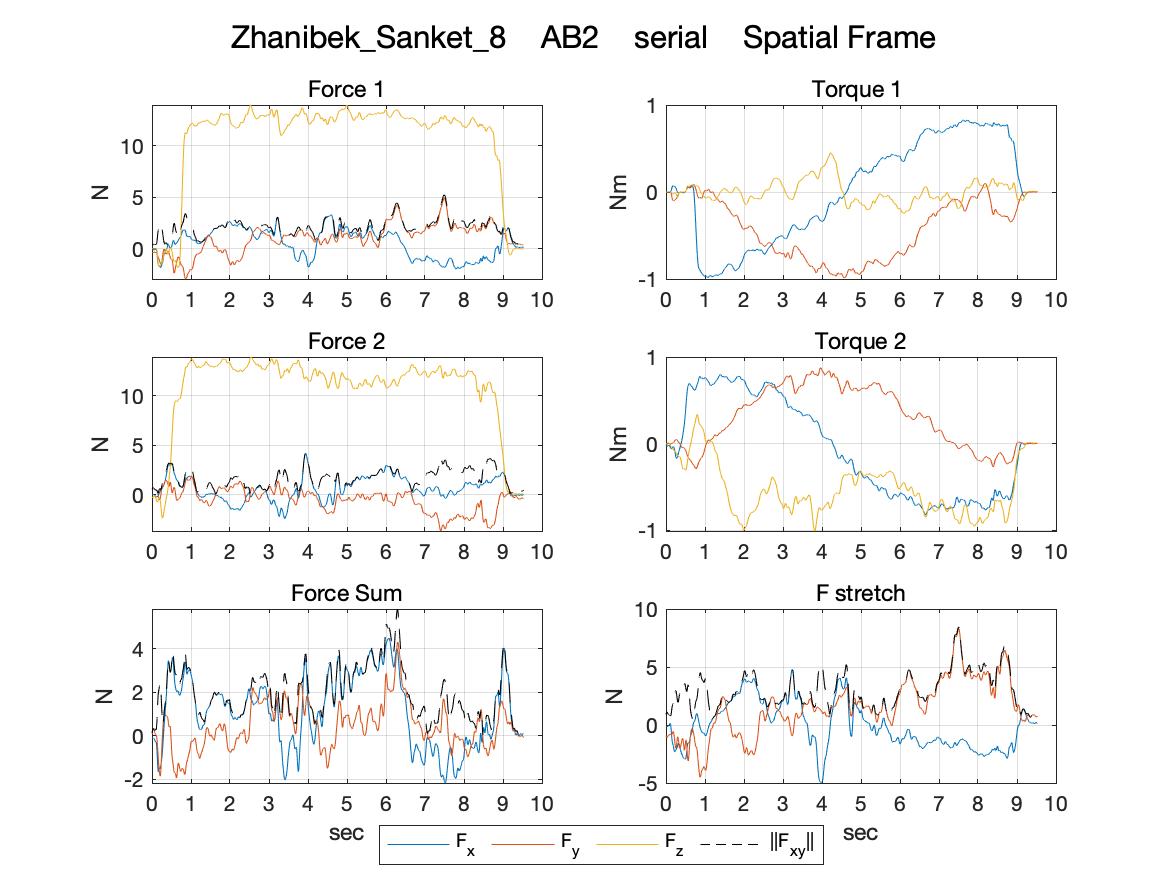 Zhanibek_Sanket_8 AB2 serial Spatial Frame
Force 1
Torque 1
N
10
5
0
0 1 2 3 4 5 6 7 8 9 10
Nm
1
0
-1
0 1 2 3 4 5 6 7 8 9 10
Force 2
Torque 2
N
10
5
0
0 1 2 3 4 5 6 7 8 9 10
Nm
1
0
-1
0 1 2 3 4 5 6 7 8 9 10
Force Sum
F stretch
N
4
2
0
-2
0 1 2 3 4 5 6 7 8 9 10
sec
N
10
5
0
-5
0 1 2 3 4 5 6 7 8 9 10
sec
F_x F_y F_z ||F_xy||